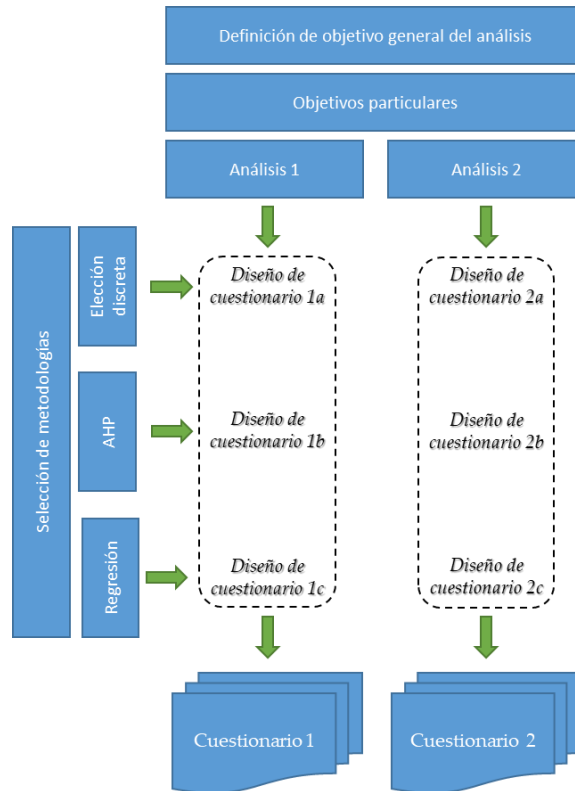 Definición de objetivo general del análisis
Objetivos particulares
Análisis 1
Análisis 2
Selección de metodologías
Elección
discreta
Diseño de
cuestionario 1a
Diseño de
cuestionario 2a
AHP
Diseño de
cuestionario 1b
Diseño de
cuestionario 2b
Regresión
Diseño de
cuestionario 1c
Diseño de
cuestionario 2c
Cuestionario 1
Cuestionario 2